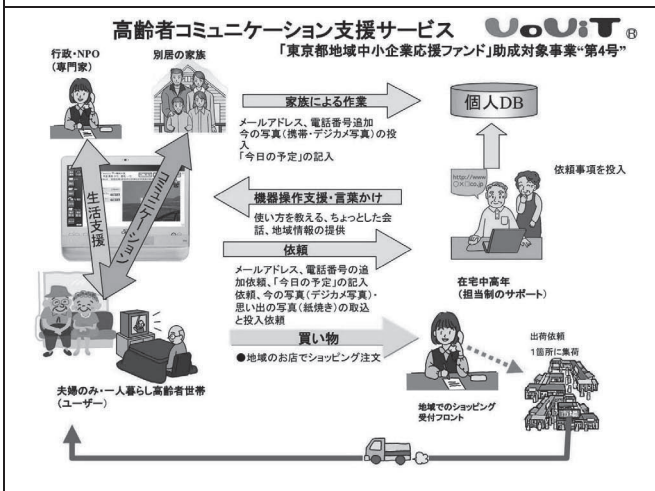 高齢者コミュニケーション支援サービス UoUiT ®
「東京都地域中小企業応援ファンド」助成対象事業“第4号”
行政・NPO
(専門家)
別居の家族
家族による作業
メールアドレス、電話番号追加
今の写真(携帯・デジカメ写真)の投
入
「今日の予定」の記入
個人DB
依頼事項を投入
http://www
〇×〇co.jp
在宅中高年
(担当制のサポート)
コミュニケーション
生活支援
機器操作支援・言葉かけ
使い方を教える、ちょっとした会
話、地域情報の提供
依頼
メールアドレス、電話番号の追
加依頼、「今日の予定」の記入
依頼、今の写真(デジカメ写真)・
思い出の写真(紙焼き)の取込
と投入依頼
買い物
●地域のお店でショッピング注文
夫婦のみ・一人暮らし高齢者世帯
(ユーザー)
地域でのショッピング
受付フロント
出荷依頼
1箇所に集荷